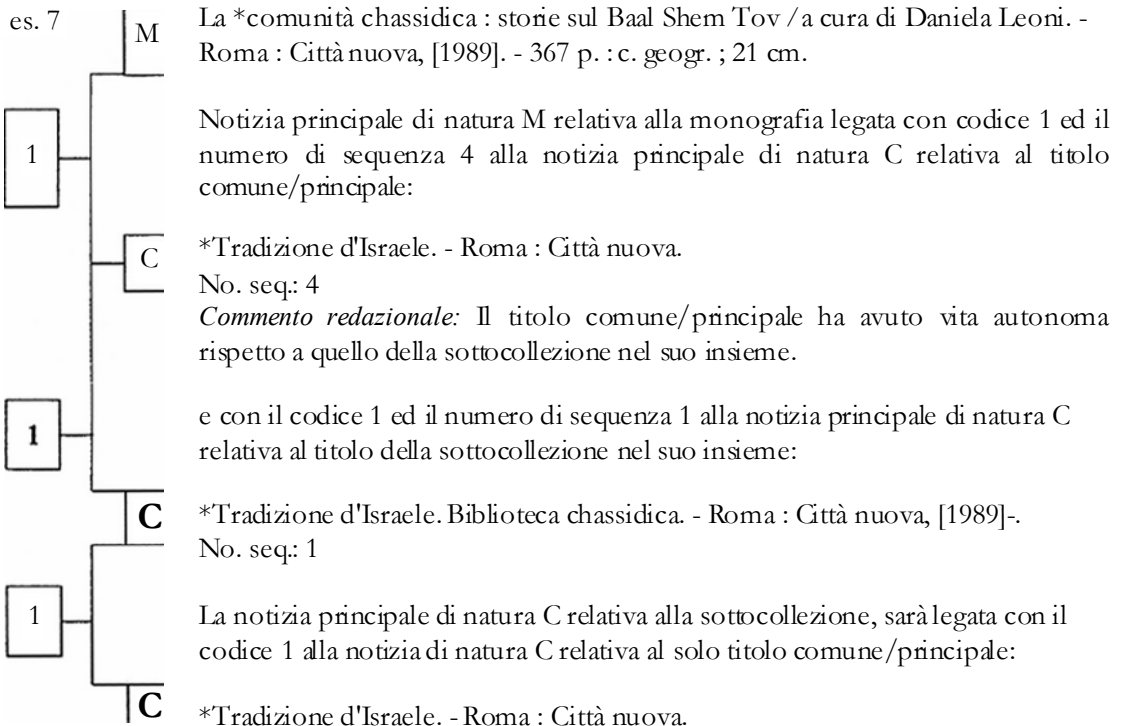 es. 7
M
La *comunità chassidica : storie sul Baal Shem Tov / a cura di Daniela Leoni. -
Roma : Città nuova, [1989]. - 367 p. : c. geogr. ; 21 cm.
Notizia principale di natura M relativa alla monografia legata con codice 1 ed il
1
numero di sequenza 4 alla notizia principale di natura C relativa al titolo
comune/principale:
C
*Tradizione d'Israele. - Roma : Città nuova.
No. seq.: 4
Commento redazionale: Il titolo comune/principale ha avuto vita autonoma
rispetto a quello della sottocollezione nel suo insieme.
1
e con il codice 1 ed il numero di sequenza 1 alla notizia principale di natura C
relativa al titolo della sottocollezione nel suo insieme:
C
*Tradizione d'Israele. Biblioteca chassidica. - Roma : Città nuova, [1989]-.
No. seq.: 1
1
La notizia principale di natura C relativa alla sottocollezione, sarà legata con il
codice 1 alla notizia di natura C relativa al solo titolo comune/principale:
C
*Tradizione d'Israele. - Roma : Città nuova.